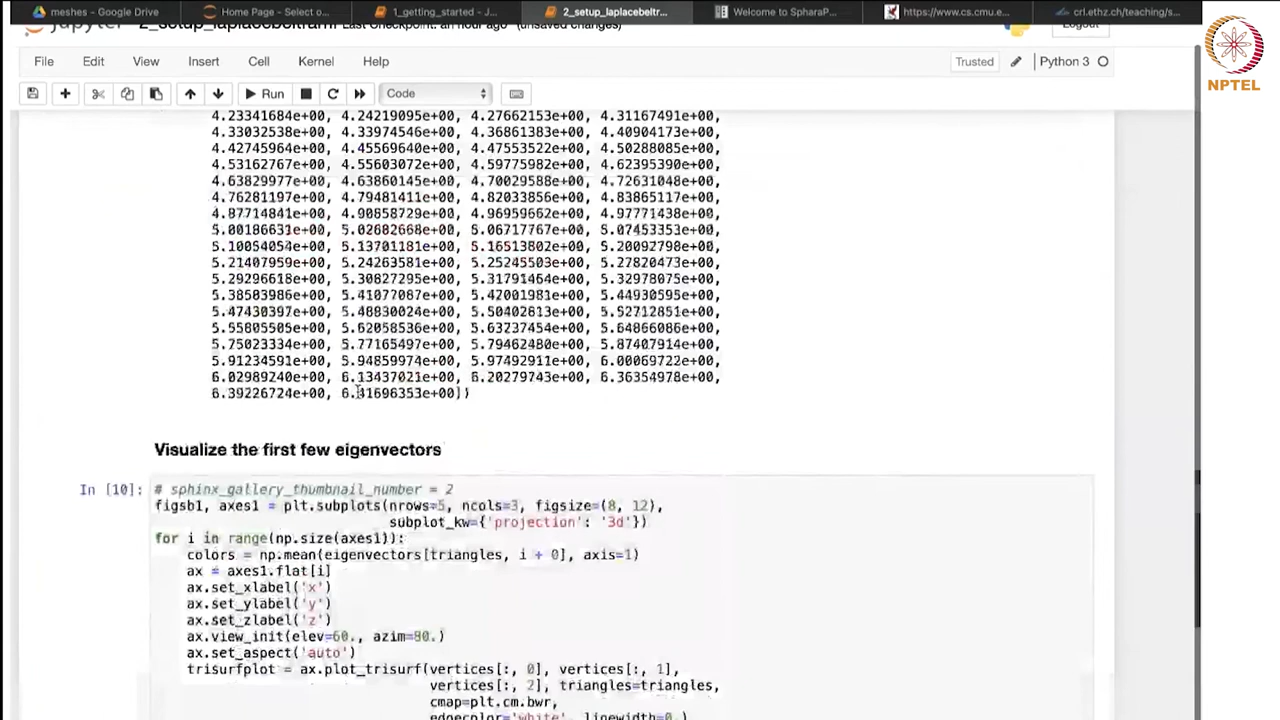 meshes - Google Drive
Home Page - Select o...
1_getting_started - J...
2_setup_laplacebeltr...
Welcome to SpharaP...
https://www.cs.cmu.e...
crl.ethz.ch/teaching/s...
NPTEL
File Edit View Insert Cell Kernel Help
Trusted Python 3
Run Code
4.23341684e+00, 4.24219095e+00, 4.27662153e+00, 4.31167491e+00,
4.33032538e+00, 4.33974546e+00, 4.36861383e+00, 4.40904173e+00,
4.42745964e+00, 4.45569640e+00, 4.47553522e+00, 4.50288085e+00,
4.53162767e+00, 4.55603072e+00, 4.59775982e+00, 4.62395390e+00,
4.63829977e+00, 4.63860145e+00, 4.70029588e+00, 4.72631048e+00,
4.76281197e+00, 4.79481411e+00, 4.82033856e+00, 4.83865117e+00,
4.87714841e+00, 4.90858729e+00, 4.96959662e+00, 4.97771438e+00,
5.00186631e+00, 5.02682668e+00, 5.06717767e+00, 5.07453353e+00,
5.10054054e+00, 5.13701181e+00, 5.16513802e+00, 5.20092798e+00,
5.21407959e+00, 5.24263581e+00, 5.25245503e+00, 5.27820473e+00,
5.29296618e+00, 5.30827295e+00, 5.31791464e+00, 5.32978075e+00,
5.38503986e+00, 5.41077087e+00, 5.42001981e+00, 5.44930595e+00,
5.47430397e+00, 5.48830024e+00, 5.50402813e+00, 5.52712851e+00,
5.55805505e+00, 5.62058536e+00, 5.63237454e+00, 5.64866086e+00,
5.75023334e+00, 5.77165497e+00, 5.79462480e+00, 5.87407914e+00,
5.91234591e+00, 5.94859974e+00, 5.97492911e+00, 6.00069722e+00,
6.02989240e+00, 6.13437021e+00, 6.20279743e+00, 6.36354978e+00,
6.39226724e+00, 6.41696353e+00])
Visualize the first few eigenvectors
In [10]: # sphinx_gallery_thumbnail_number = 2
figsb1, axes1 = plt.subplots(nrows=5, ncols=3, figsize=(8, 12),
subplot_kw={'projection': '3d'})
for i in range(np.size(axes1)):
colors = np.mean(eigenvectors[triangles, i + 0], axis=1)
ax = axes1.flat[i]
ax.set_xlabel('x')
ax.set_ylabel('y')
ax.set_zlabel('z')
ax.view_init(elev=60., azim=80.)
ax.set_aspect('auto')
trisurfplot = ax.plot_trisurf(vertices[:, 0], vertices[:, 1],
vertices[:, 2], triangles=triangles,
cmap=plt.cm.bwr,
edgecolor='white', linewidth=0.)